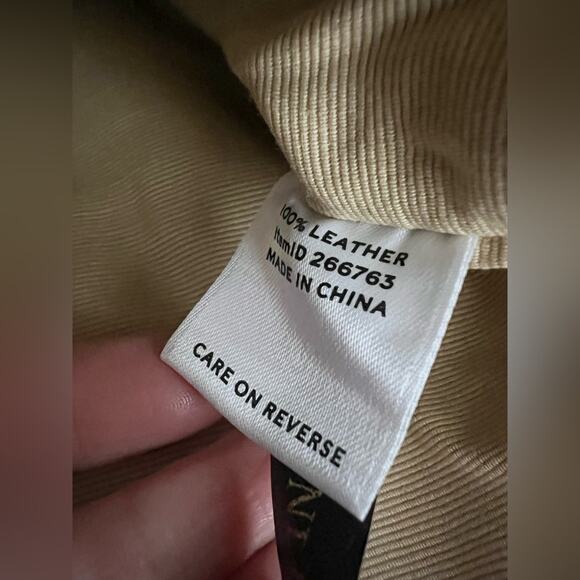 100% LEATHER
ItemID 266763
MADE IN CHINA
CARE ON REVERSE